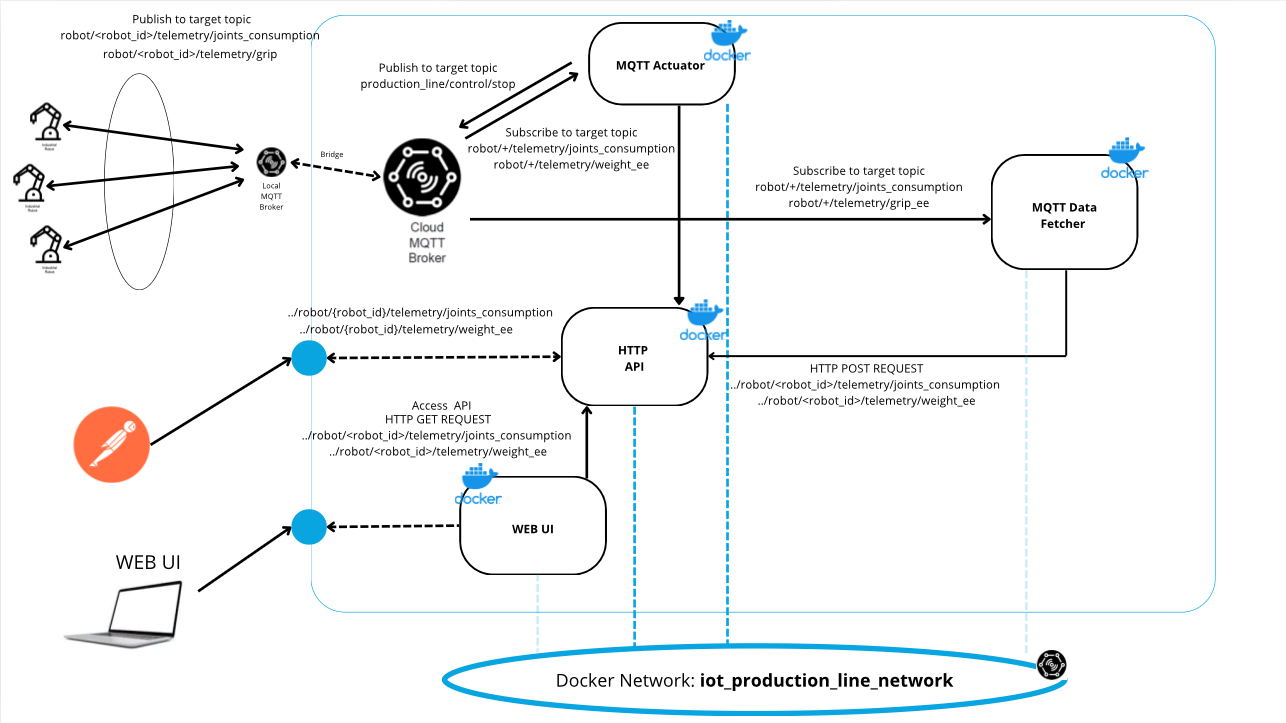 Publish to target topic
robot/<robot_id>/telemetry/joints_consumption
robot/<robot_id>/telemetry/grip
Industrial
Robot
Industrial
Robot
Industrial
Robot
Local
MQTT
Broker
Bridge
Cloud
MQTT
Broker
Publish to target topic
production_line/control/stop
MQTT Actuator
docker
Subscribe to target topic
robot/+/telemetry/joints_consumption
robot/+/telemetry/weight_ee
Subscribe to target topic
robot/+/telemetry/joints_consumption
robot/+/telemetry/grip_ee
docker
MQTT Data
Fetcher
../robot/{robot_id}/telemetry/joints_consumption
../robot/{robot_id}/telemetry/weight_ee
docker
HTTP
API
HTTP POST REQUEST
../robot/<robot_id>/telemetry/joints_consumption
../robot/<robot_id>/telemetry/weight_ee
Access  API
HTTP GET REQUEST
../robot/<robot_id>/telemetry/joints_consumption
../robot/<robot_id>/telemetry/weight_ee
docker
WEB UI
WEB UI
Docker Network: iot_production_line_network